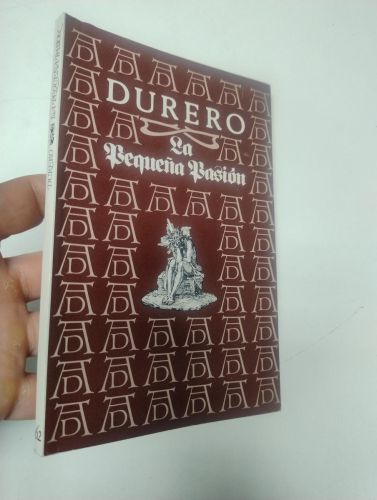 DURERO
La
Pequeña Pasión